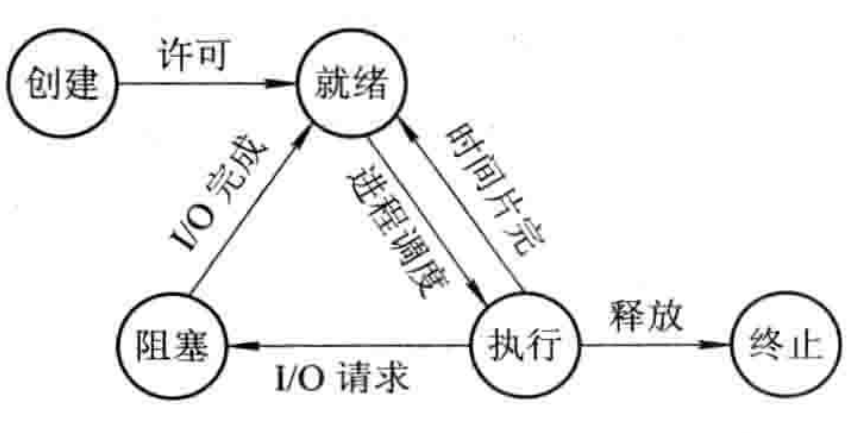 创建
许可
就绪
I/O 完成
进程调度
时间片完
阻塞
I/O 请求
执行
释放
终止